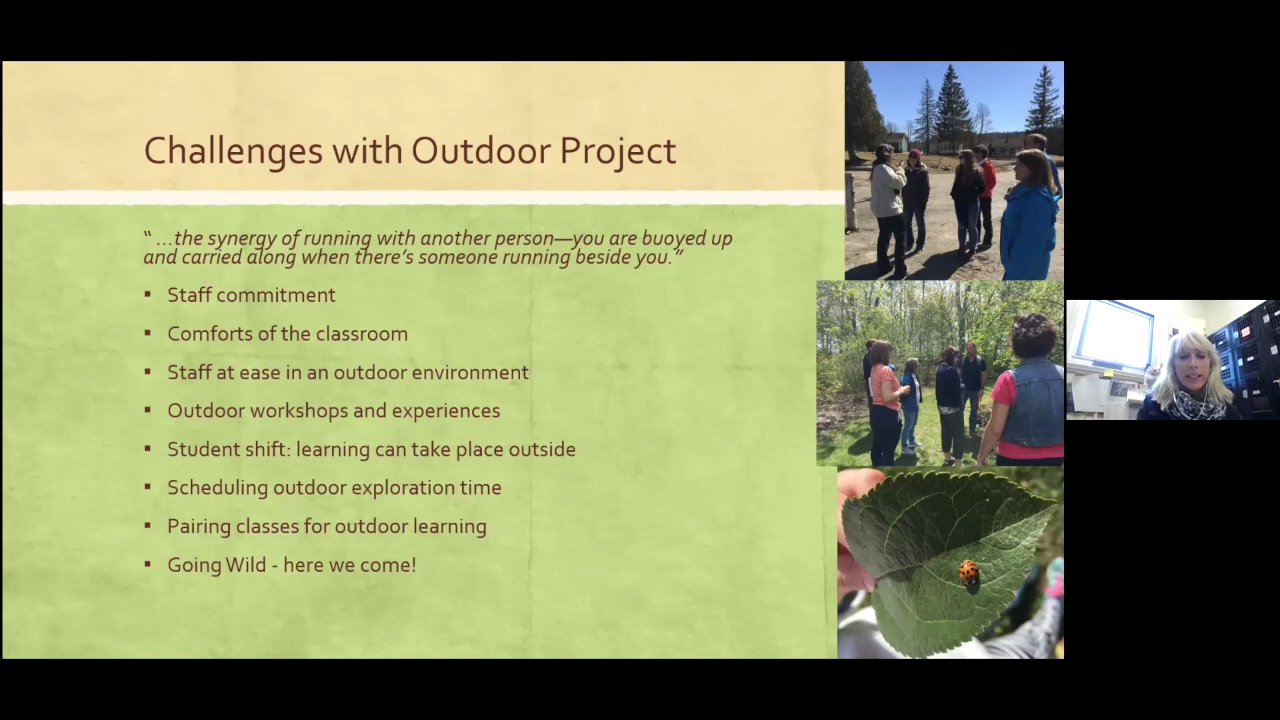 Challenges with Outdoor Project
“ …the synergy of running with another person—you are buoyed up
and carried along when there’s someone running beside you.”
▪ Staff commitment
▪ Comforts of the classroom
▪ Staff at ease in an outdoor environment
▪ Outdoor workshops and experiences
▪ Student shift: learning can take place outside
▪ Scheduling outdoor exploration time
▪ Pairing classes for outdoor learning
▪ Going Wild - here we come!